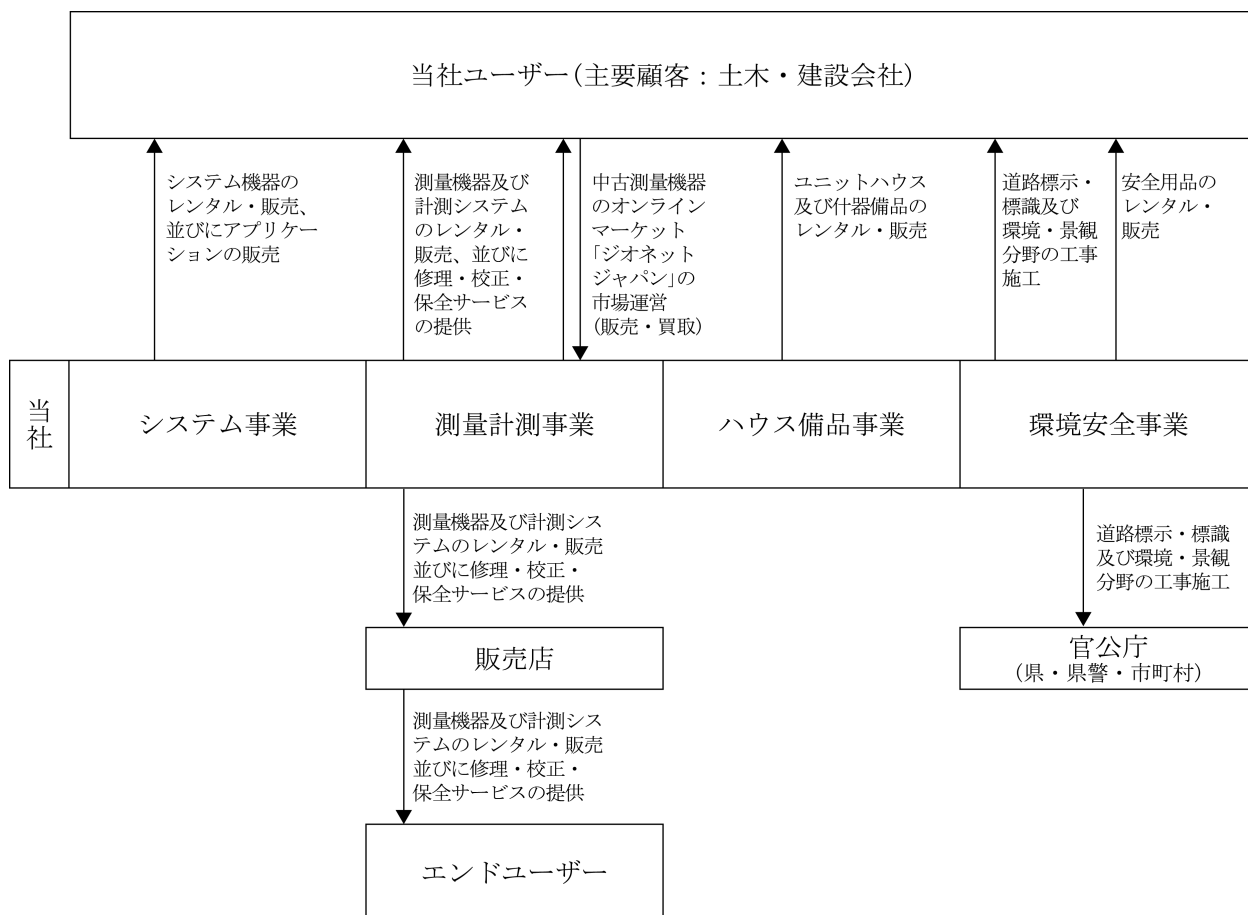 当社ユーザー(主要顧客：土木・建設会社)
システム機器の
レンタル・販売、
並びにアプリケー
ションの販売
測量機器及び
計測システム
のレンタル・
販売、並びに
修理・校正・
保全サービス
の提供
中古測量機器
のオンライン
マーケット
「ジオネット
ジャパン」の
市場運営
(販売・買取)
ユニットハウス
及び什器備品の
レンタル・販売
道路標示・
標識及び
環境・景観
分野の工事
施工
安全用品の
レンタル・
販売
当社
システム事業
測量計測事業
ハウス備品事業
環境安全事業
測量機器及び計測シス
テムのレンタル・販売
並びに修理・校正・
保全サービスの提供
道路標示・標識
及び環境・景観
分野の工事施工
販売店
官公庁
(県・県警・市町村)
測量機器及び計測シス
テムのレンタル・販売
並びに修理・校正・
保全サービスの提供
エンドユーザー